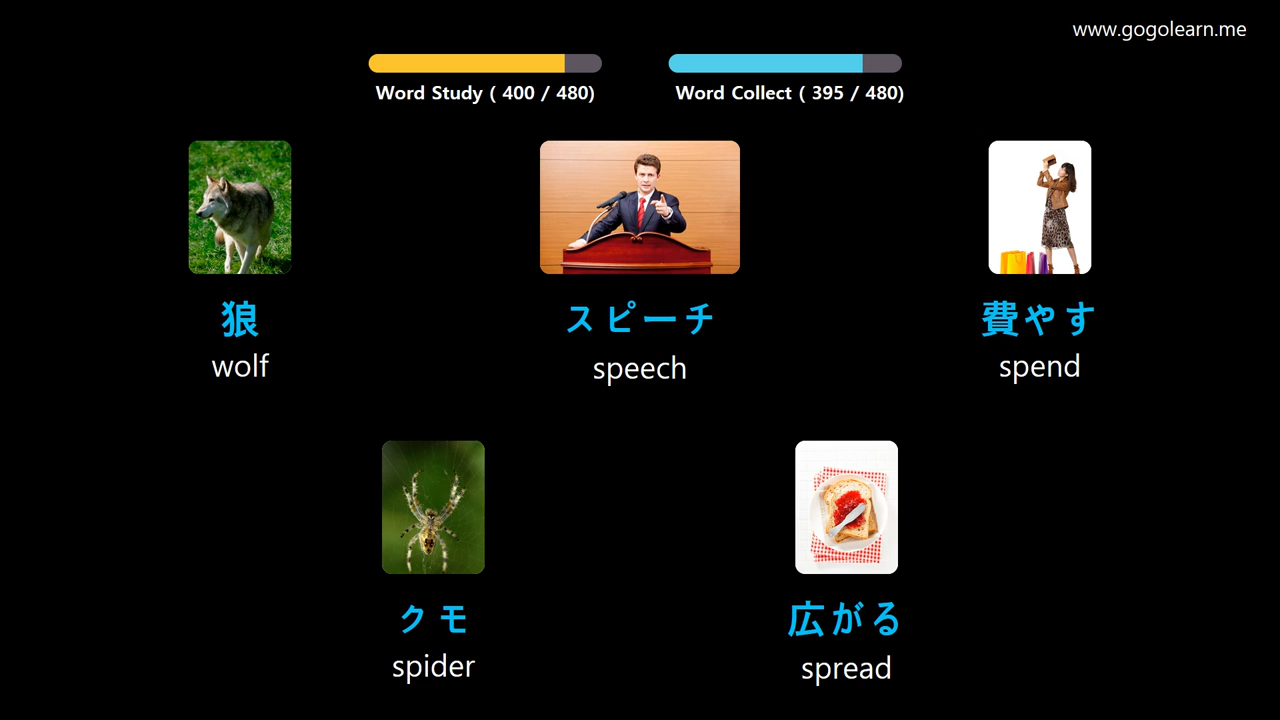 www.gogolearn.me
Word Study ( 400 / 480)
Word Collect ( 395 / 480)
狼
wolf
スピーチ
speech
費やす
spend
クモ
spider
広がる
spread